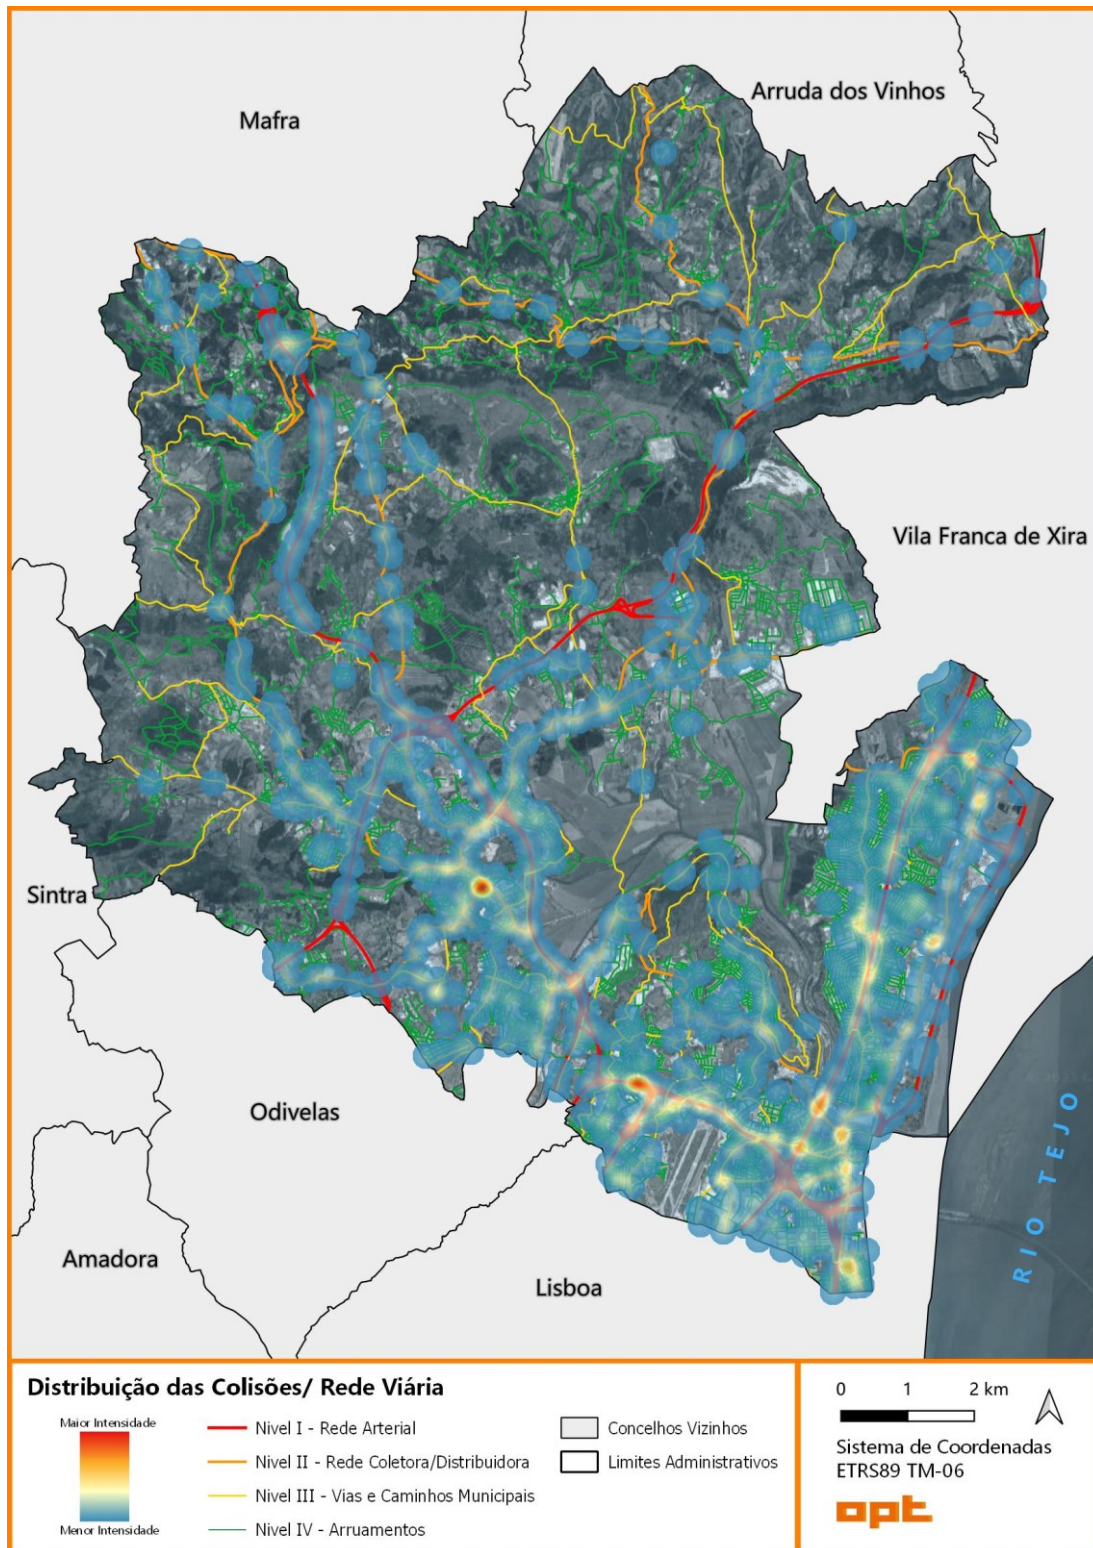 Arruda dos Vinhos
Mafra
Vila Franca de Xira
Sintra
Odivelas
RIO TEJO
Amadora
Lisboa
Distribuição das Colisões/ Rede Viária
Maior Intensidade
Menor Intensidade
Nivel I - Rede Arterial
Nivel II - Rede Coletora/Distribuidora
Nivel III - Vias e Caminhos Municipais
Nivel IV - Arruamentos
Concelhos Vizinhos
Limites Administrativos
0 1 2 km
Sistema de Coordenadas
ETRS89 TM-06
opt